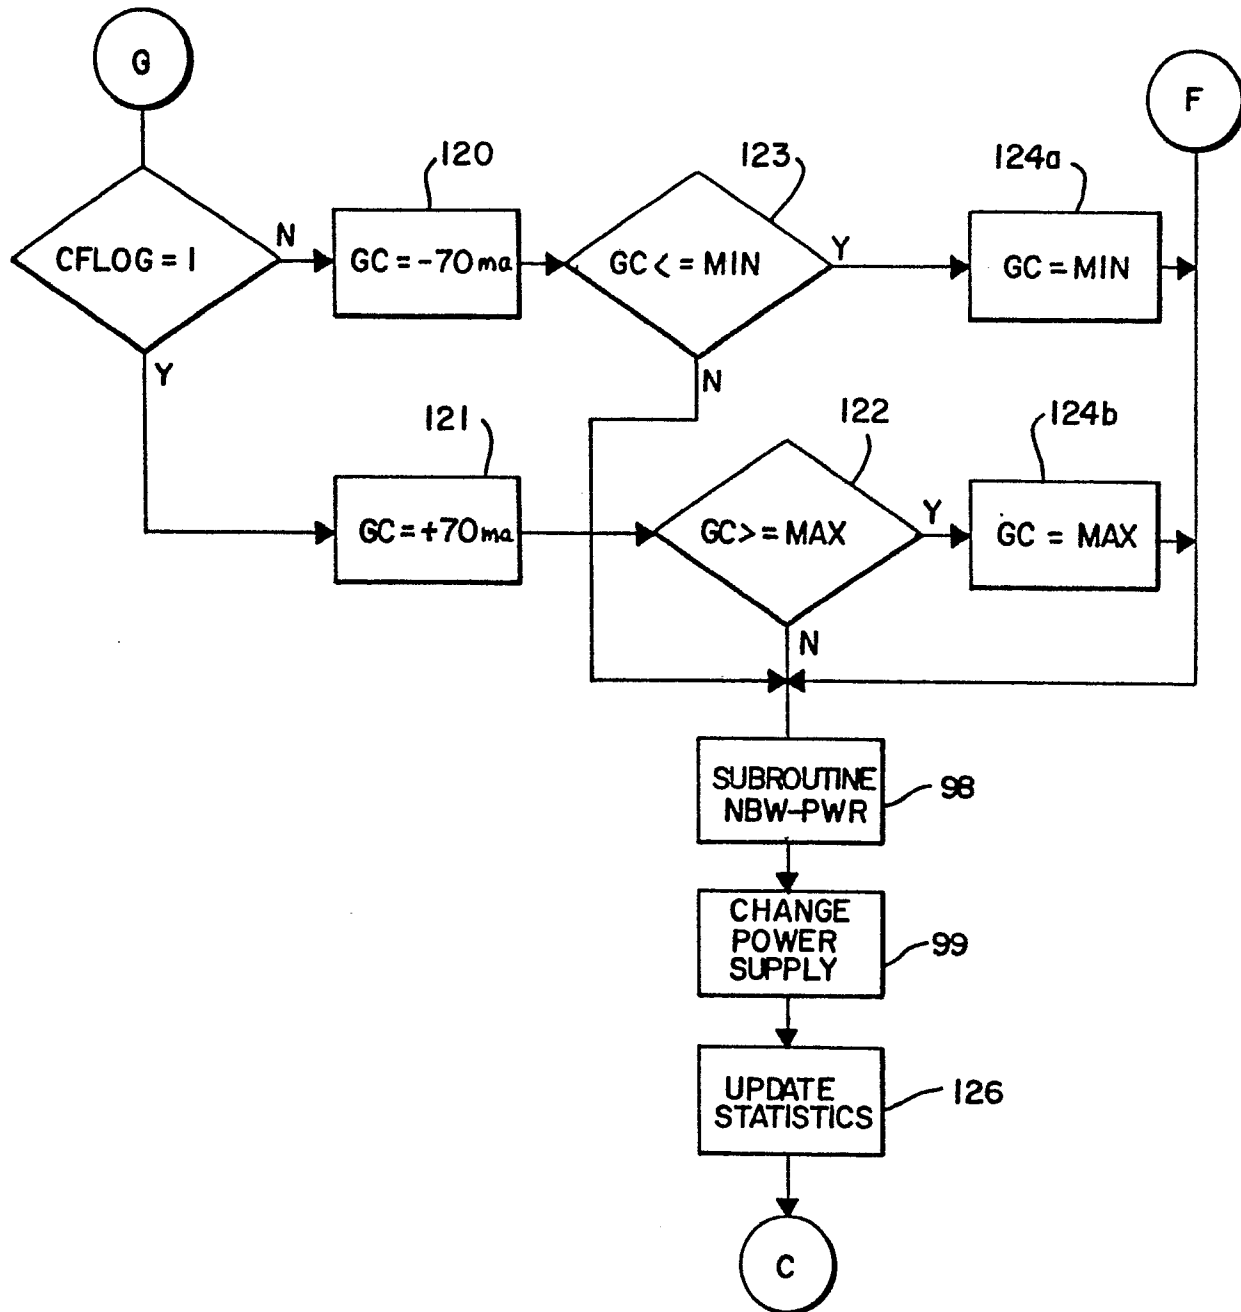 G
F
120
123
124a
CFLOG = 1
N
GC = -70ma
GC < = MIN
Y
GC = MIN
Y
N
121
122
124b
GC = +70ma
GC > = MAX
Y
GC = MAX
N
SUBROUTINE
NBW-PWR
98
CHANGE
POWER
SUPPLY
99
UPDATE
STATISTICS
126
C